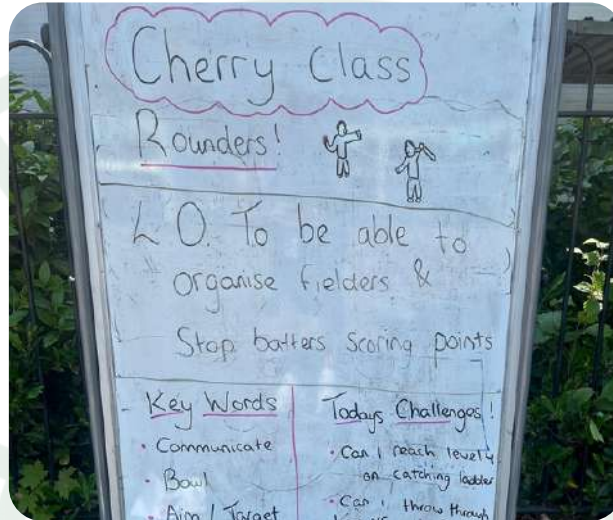 Cherry Class
Rounders!
L O. To be able to
organise fielders &
Stop batters scoring points
Key Words
• Communicate
• Bowl
• Aim / Target
Todays Challenges!
• Can I reach level 4
on catching ladder
• Can I throw through